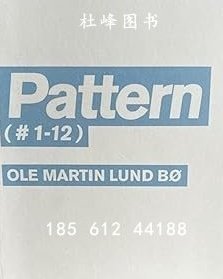 杜峰图书
Pattern
(#1-12)
OLE MARTIN LUND BØ
185 612 44188